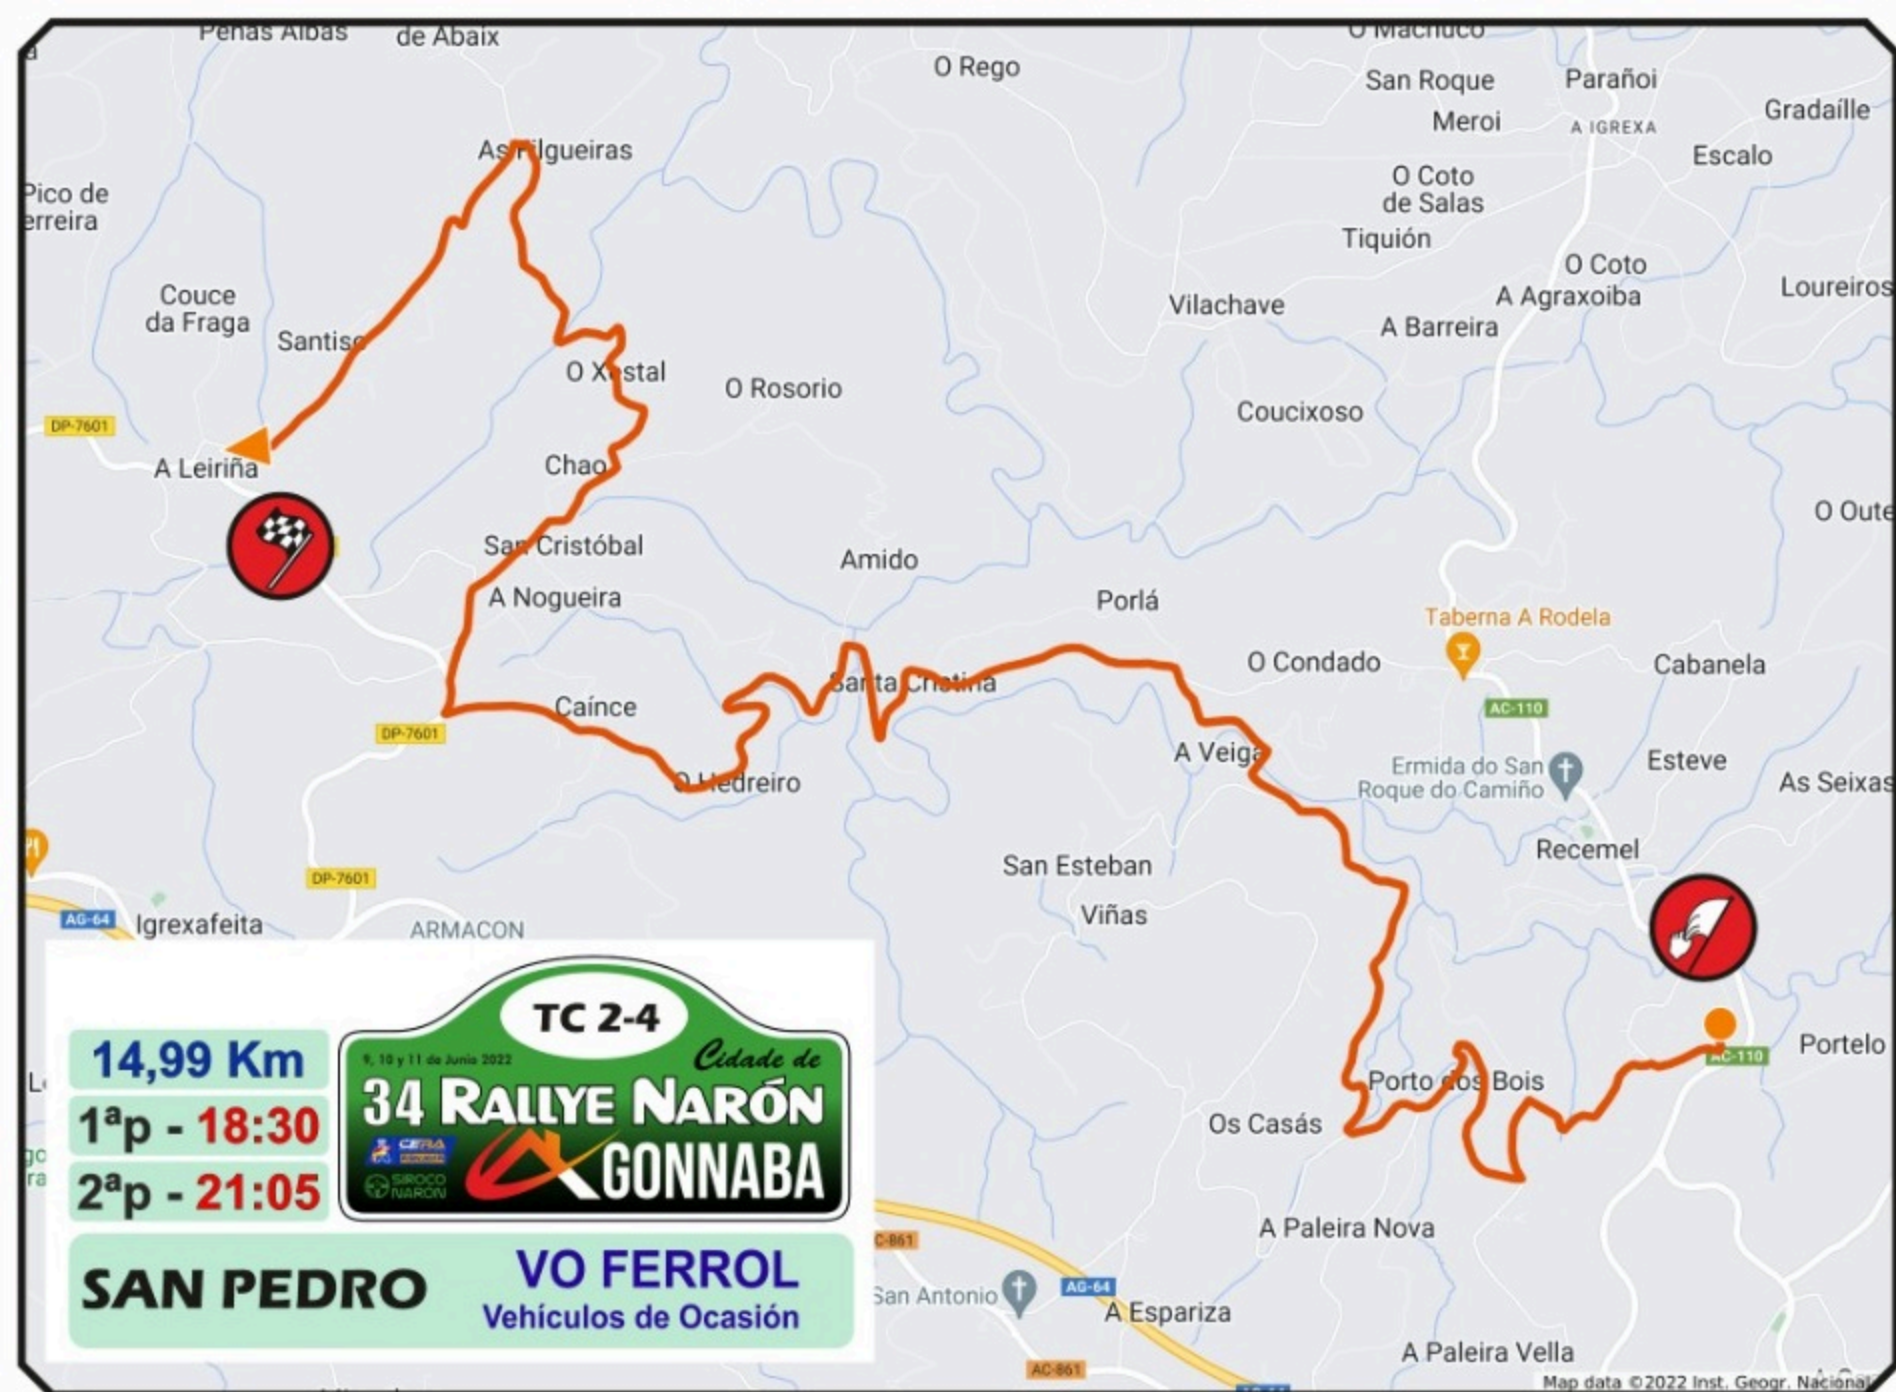 Penas Albas
de Abaix
O Rego
O Machuco
San Roque
Parañoi
Meroi
A IGREXA
Gradaílle
Escalo
As Filgueiras
Pico de
erreira
O Coto
de Salas
Tiquión
O Coto
A Agraxoiba
Loureiros
Couce
da Fraga
Santiso
Vilachave
A Barreira
O Xestal
O Rosorio
Coucixoso
DP-7601
A Leiriña
Chao
San Cristóbal
Amido
A Nogueira
Porlá
Taberna A Rodela
O Condado
Cabanela
Santa Cristina
Caínce
AC-110
DP-7601
A Veiga
Ermida do San
Roque do Camiño
Esteve
As Seixas
O Hedreiro
Recemel
San Esteban
DP-7601
Viñas
AG-64
Igrexafeita
ARMACON
TC 2-4
9, 10 y 11 de Junio 2022
Cidade de
34 RALLYE NARÓN
CERA
SIROCO
NARÓN
GONNABA
14,99 Km
1ªp - 18:30
2ªp - 21:05
SAN PEDRO
VO FERROL
Vehículos de Ocasión
AC-110
Portelo
Porto dos Bois
Os Casás
A Paleira Nova
C-861
San Antonio
AG-64
A Espariza
AC-861
A Paleira Vella
Map data ©2022 Inst. Geogr. Nacional